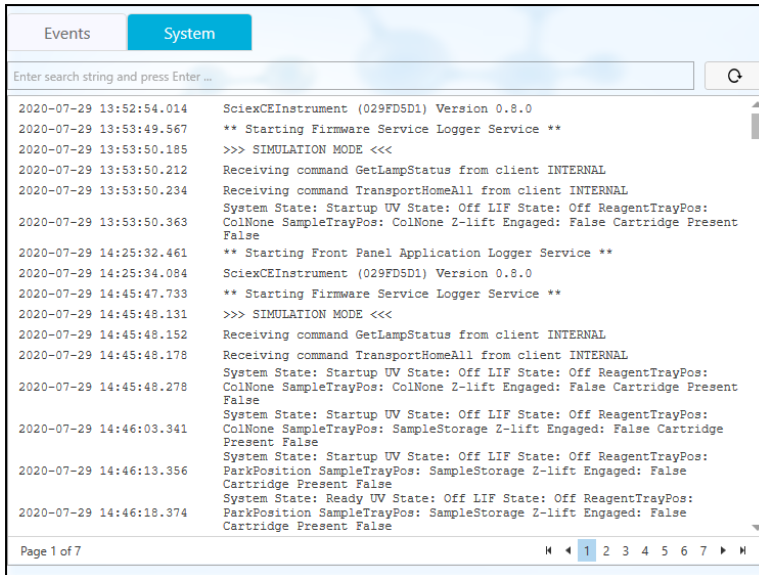 Events System
Enter search string and press Enter ...
2020-07-29 13:52:54.014 SciexCEInstrument (029FD5D1) Version 0.8.0
2020-07-29 13:53:49.567 ** Starting Firmware Service Logger Service **
2020-07-29 13:53:50.185 >>> SIMULATION MODE <<<
2020-07-29 13:53:50.212 Receiving command GetLampStatus from client INTERNAL
2020-07-29 13:53:50.234 Receiving command TransportHomeAll from client INTERNAL
System State: Startup UV State: Off LIF State: Off ReagentTrayPos:
2020-07-29 13:53:50.363 ColNone SampleTrayPos: ColNone Z-lift Engaged: False Cartridge Present
False
2020-07-29 14:25:32.461 ** Starting Front Panel Application Logger Service **
2020-07-29 14:25:34.084 SciexCEInstrument (029FD5D1) Version 0.8.0
2020-07-29 14:45:47.733 ** Starting Firmware Service Logger Service **
2020-07-29 14:45:48.131 >>> SIMULATION MODE <<<
2020-07-29 14:45:48.152 Receiving command GetLampStatus from client INTERNAL
2020-07-29 14:45:48.178 Receiving command TransportHomeAll from client INTERNAL
System State: Startup UV State: Off LIF State: Off ReagentTrayPos:
2020-07-29 14:45:48.278 ColNone SampleTrayPos: ColNone Z-lift Engaged: False Cartridge Present
False
System State: Startup UV State: Off LIF State: Off ReagentTrayPos:
2020-07-29 14:46:03.341 ColNone SampleTrayPos: SampleStorage Z-lift Engaged: False Cartridge
Present False
System State: Startup UV State: Off LIF State: Off ReagentTrayPos:
2020-07-29 14:46:13.356 ParkPosition SampleTrayPos: SampleStorage Z-lift Engaged: False
Cartridge Present False
System State: Ready UV State: Off LIF State: Off ReagentTrayPos:
2020-07-29 14:46:18.374 ParkPosition SampleTrayPos: SampleStorage Z-lift Engaged: False
Cartridge Present False
Page 1 of 7 1 2 3 4 5 6 7